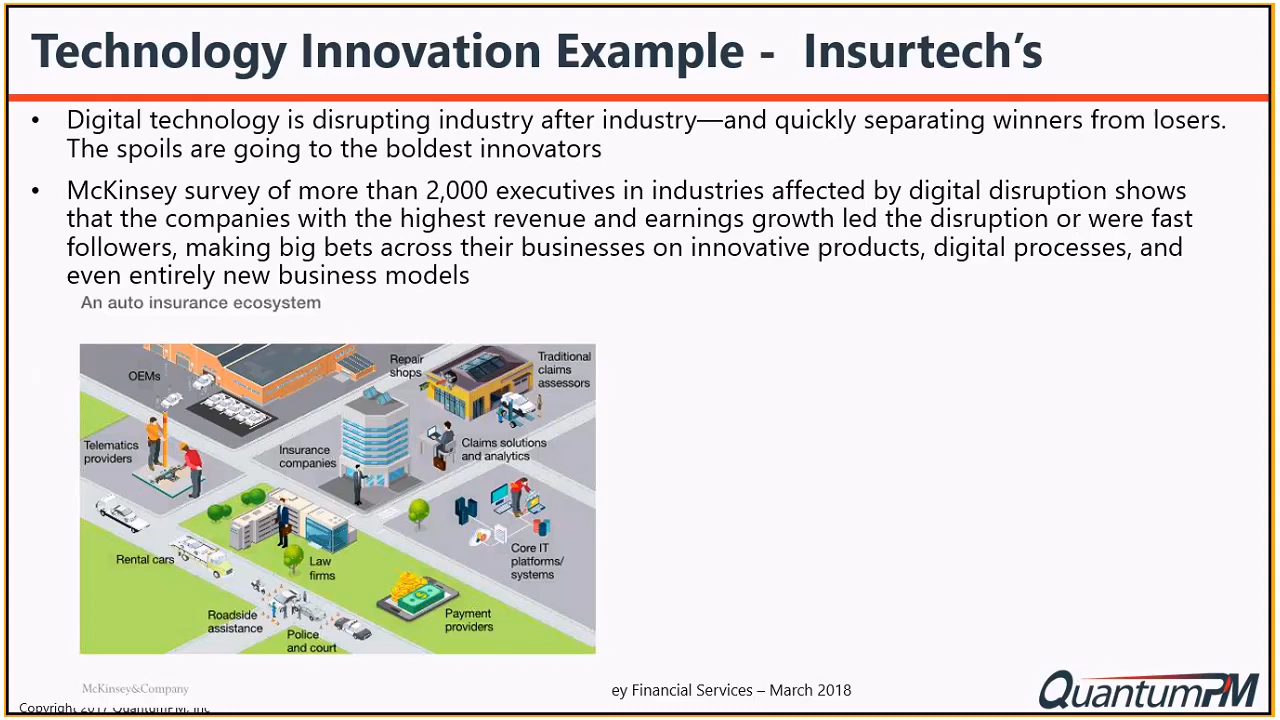 Technology Innovation Example - Insurtech’s
• Digital technology is disrupting industry after industry—and quickly separating winners from losers.
The spoils are going to the boldest innovators
• McKinsey survey of more than 2,000 executives in industries affected by digital disruption shows
that the companies with the highest revenue and earnings growth led the disruption or were fast
followers, making big bets across their businesses on innovative products, digital processes, and
even entirely new business models
An auto insurance ecosystem
OEMs
Repair
shops
Traditional
claims
assessors
Telematics
providers
Insurance
companies
Claims solutions
and analytics
Rental cars
Law
firms
Core IT
platforms/
systems
Roadside
assistance
Police
and court
Payment
providers
McKinsey&Company
ey Financial Services – March 2018
Copyright 2017 QuantumPM, Inc
QuantumPM